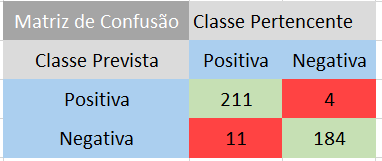 Matriz de Confusão Classe Pertencente
Classe Prevista Positiva Negativa
Positiva 211 4
Negativa 11 184